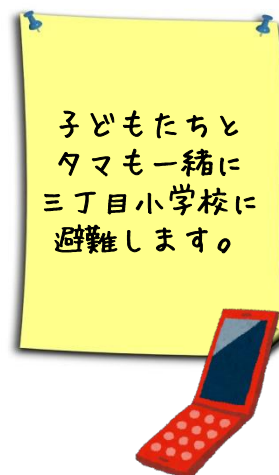 子どもたちと
タマも一緒に
三丁目小学校に
避難します。